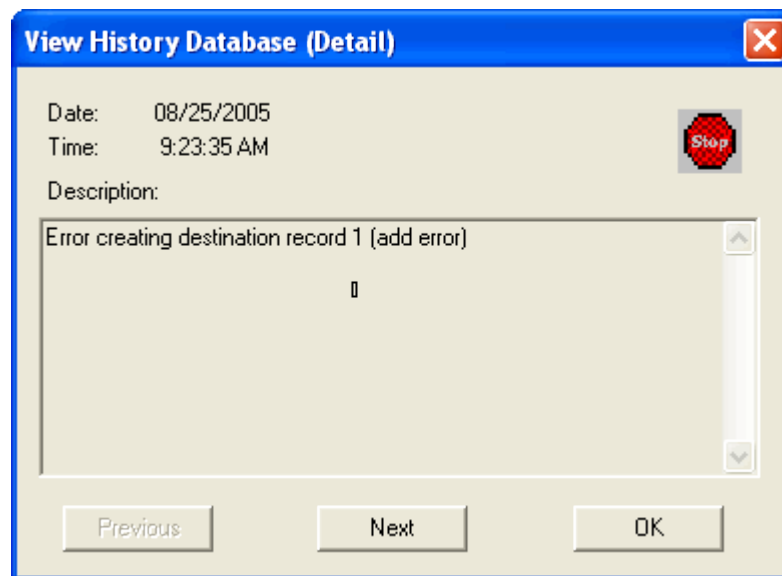 View History Database (Detail)
Date: 08/25/2005
Time: 9:23:35 AM
Stop
Description:
Error creating destination record 1 (add error)
Previous Next OK